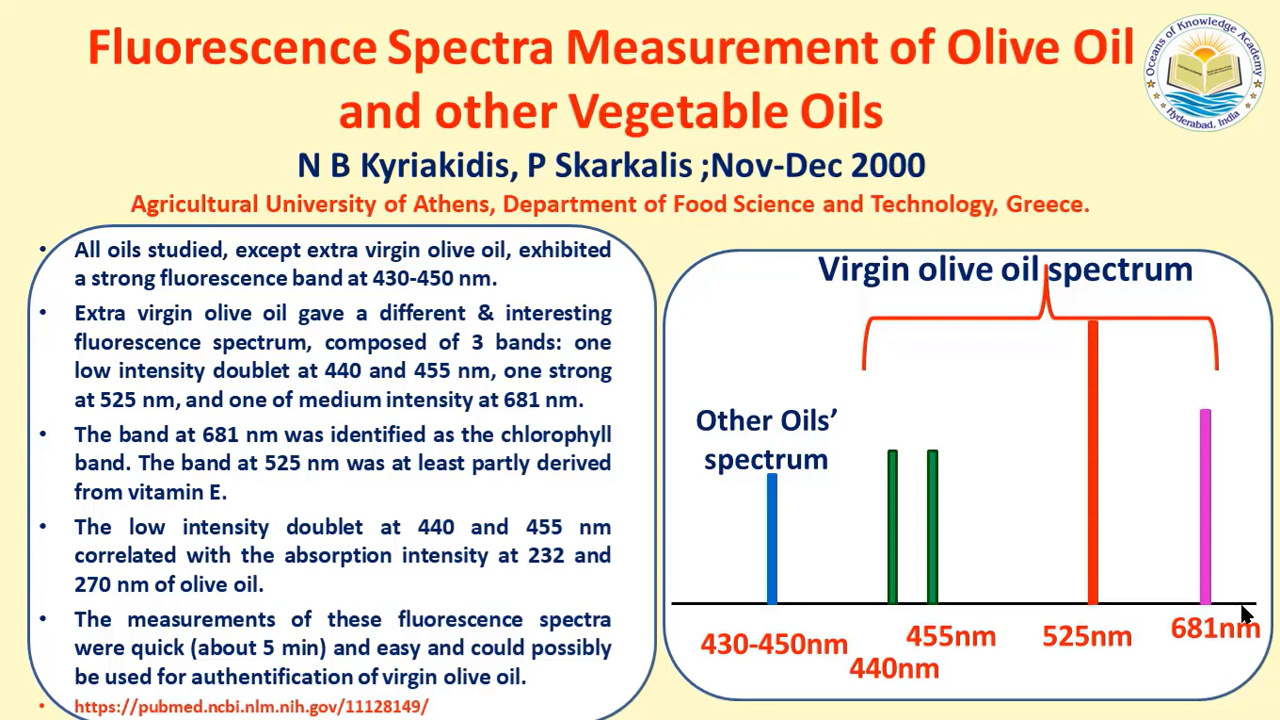 Fluorescence Spectra Measurement of Olive Oil
and other Vegetable Oils
N B Kyriakidis, P Skarkalis ;Nov-Dec 2000
Agricultural University of Athens, Department of Food Science and Technology, Greece.
Oceans of Knowledge Academy
Hyderabad, India
• All oils studied, except extra virgin olive oil, exhibited
a strong fluorescence band at 430-450 nm.
• Extra virgin olive oil gave a different & interesting
fluorescence spectrum, composed of 3 bands: one
low intensity doublet at 440 and 455 nm, one strong
at 525 nm, and one of medium intensity at 681 nm.
• The band at 681 nm was identified as the chlorophyll
band. The band at 525 nm was at least partly derived
from vitamin E.
• The low intensity doublet at 440 and 455 nm
correlated with the absorption intensity at 232 and
270 nm of olive oil.
• The measurements of these fluorescence spectra
were quick (about 5 min) and easy and could possibly
be used for authentification of virgin olive oil.
• https://pubmed.ncbi.nlm.nih.gov/11128149/
Virgin olive oil spectrum
Other Oils’
spectrum
430-450nm
440nm
455nm
525nm
681nm